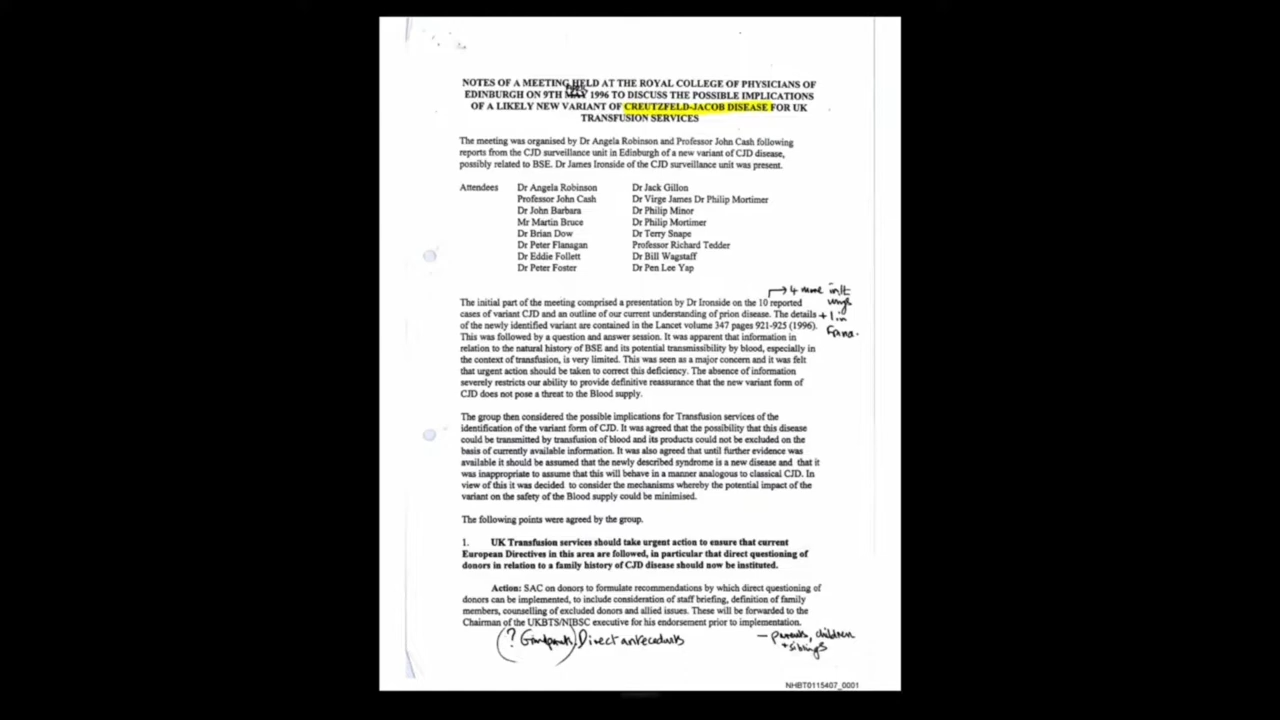 NOTES OF A MEETING HELD AT THE ROYAL COLLEGE OF PHYSICIANS OF
EDINBURGH ON 9TH 1996 TO DISCUSS THE POSSIBLE IMPLICATIONS
OF A LIKELY NEW VARIANT OF CREUTZFELD-JACOB DISEASE FOR UK
TRANSFUSION SERVICES
The meeting was organised by Dr Angela Robinson and Professor John Cash following
reports from the CJD surveillance unit in Edinburgh of a new variant of CJD disease,
possibly related to BSE. Dr James Ironside of the CJD surveillance unit was present.
Attendees Dr Angela Robinson Dr Jack Gillon
Professor John Cash Dr Virge James Dr Philip Mortimer
Dr John Barbara Dr Philip Minor
Mr Martin Bruce Dr Philip Mortimer
Dr Brian Dow Dr Terry Snape
Dr Peter Flanagan Professor Richard Tedder
Dr Eddie Follett Dr Bill Wagstaff
Dr Peter Foster Dr Pen Lee Yap
→ 4 more in
The initial part of the meeting comprised a presentation by Dr Ironside on the 10 reported
cases of variant CJD and an outline of our current understanding of prion disease. The details + 1 in
of the newly identified variant are contained in the Lancet volume 347 pages 921-925 (1996).
This was followed by a question and answer session. It was apparent that information in
relation to the natural history of BSE and its potential transmissibility by blood, especially in
the context of transfusion, is very limited. This was seen as a major concern and it was felt
that urgent action should be taken to correct this deficiency. The absence of information
severely restricts our ability to provide definitive reassurance that the new variant form of
CJD does not pose a threat to the Blood supply.
The group then considered the possible implications for Transfusion services of the
identification of the variant form of CJD. It was agreed that the possibility that this disease
could be transmitted by transfusion of blood and its products could not be excluded on the
basis of currently available information. It was also agreed that until further evidence was
available it should be assumed that the newly described syndrome is a new disease and that it
was inappropriate to assume that this will behave in a manner analogous to classical CJD. In
view of this it was decided to consider the mechanisms whereby the potential impact of the
variant on the safety of the Blood supply could be minimised.
The following points were agreed by the group.
1. UK Transfusion services should take urgent action to ensure that current
European Directives in this area are followed, in particular that direct questioning of
donors in relation to a family history of CJD disease should now be instituted.
Action: SAC on donors to formulate recommendations by which direct questioning of
donors can be implemented, to include consideration of staff briefing, definition of family
members, counselling of excluded donors and allied issues. These will be forwarded to the
Chairman of the UKBTS/NIBSC executive for his endorsement prior to implementation.
(? Grandparents) Direct antecedents – parents, children
+ siblings
NHBT0115407_0001